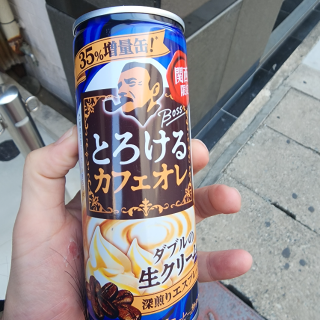 35%増量缶!
関西
限定
Boss
とろける
カフェオレ
ダブルの
生クリーム
深煎りエスプレ